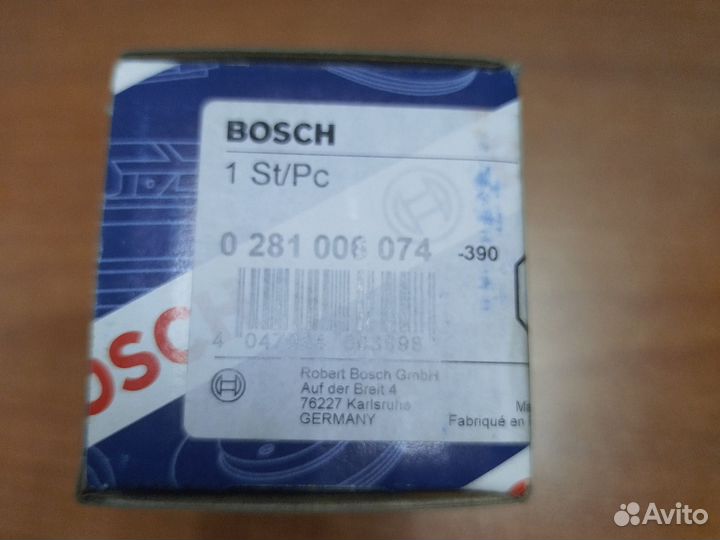 BOSCH
1 St/Pc
0 281 006 074 -390
Robert Bosch GmbH
Auf der Breit 4
76227 Karlsruhe
GERMANY
Fabriqué en
OSCH
Avito